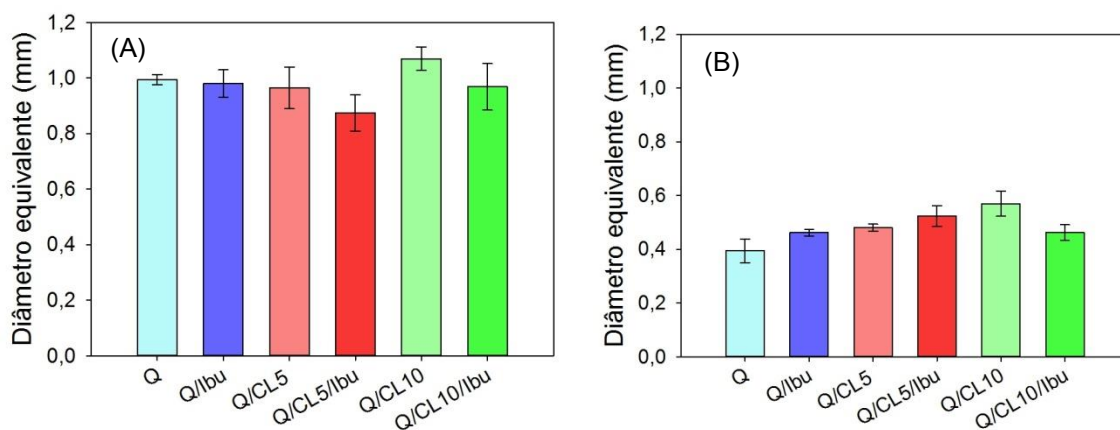 (A)
Diâmetro equivalente (mm)
1,2
1,0
0,8
0,6
0,4
0,2
0,0
Q
Q/Ibu
Q/CL5
Q/CL5/Ibu
Q/CL10
Q/CL10/Ibu
(B)
Diâmetro equivalente (mm)
1,2
1,0
0,8
0,6
0,4
0,2
0,0
Q
Q/Ibu
Q/CL5
Q/CL5/Ibu
Q/CL10
Q/CL10/Ibu